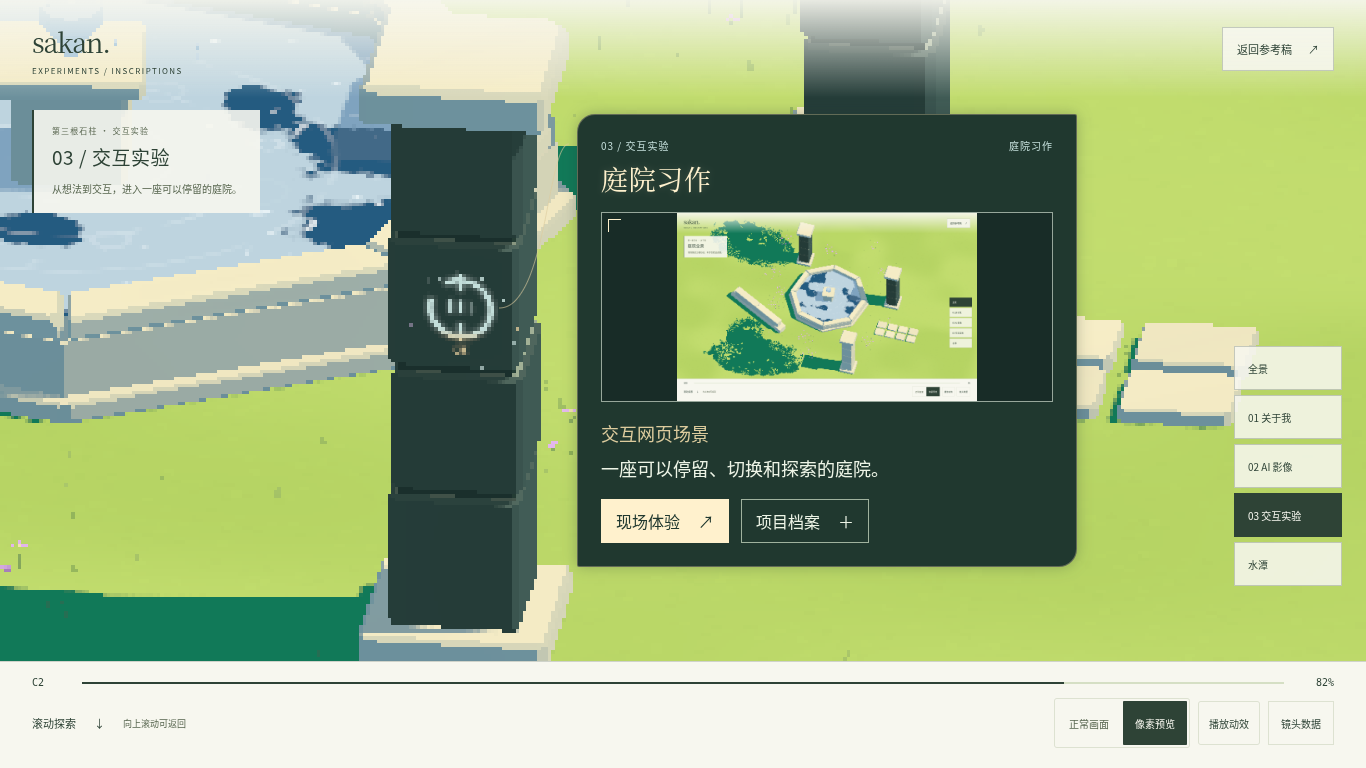 sakan.
EXPERIMENTS / INSCRIPTIONS
返回参考稿 ↗
第三根石柱 · 交互实验
03 / 交互实验
从想法到交互，进入一座可以停留的庭院。
03 / 交互实验
庭院习作
庭院习作
交互网页场景
一座可以停留、切换和探索的庭院。
现场体验 ↗
项目档案 +
全景
01 关于我
02 AI 影像
03 交互实验
水潭
C2
82%
滚动探索 ↓
向上滚动可返回
正常画面
像素预览
播放动效
镜头数据